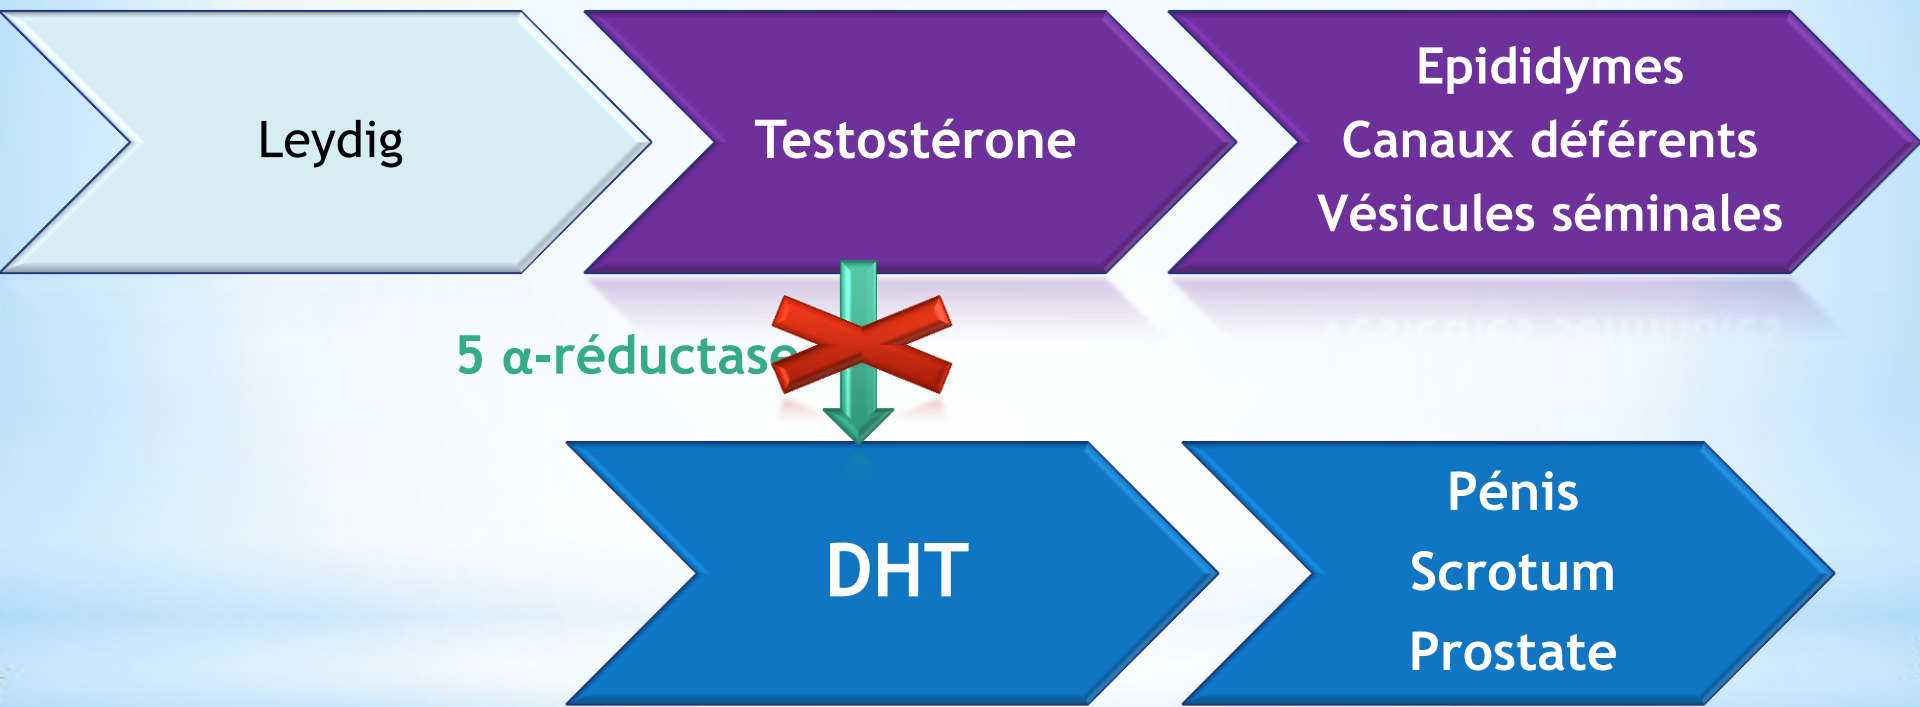 Leydig
Testostérone
Epididymes
Canaux déférents
Vésicules séminales
5 α-réductase
DHT
Pénis
Scrotum
Prostate